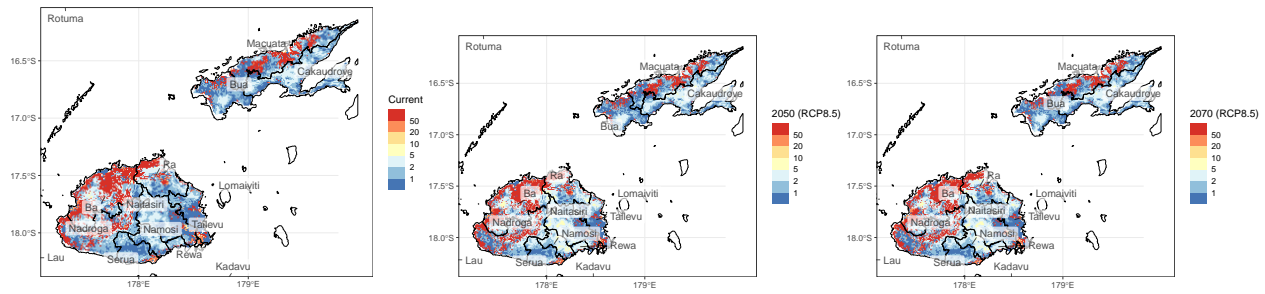 Rotuma
Macuata
16.5°S
Cakaudrove
Bua
17.0°S
Ra
17.5°S
Lomaiviti
Ba
Naitasiri
Tailevu
Nadroga
Namosi
18.0°S
Rewa
Lau
Serua
Kadavu
178°E
179°E
Current
50
20
10
5
2
1
Rotuma
Macuata
16.5°S
Cakaudrove
Bua
17.0°S
Ra
17.5°S
Ba
Lomaiviti
Naitasiri
Tailevu
Nadroga
Namosi
18.0°S
Rewa
Lau
Serua
Kadavu
178°E
179°E
2050 (RCP8.5)
50
20
10
5
2
1
Rotuma
Macuata
16.5°S
Cakaudrove
Bua
17.0°S
Ra
17.5°S
Ba
Lomaiviti
Naitasiri
Tailevu
Nadroga
Namosi
18.0°S
Rewa
Lau
Serua
Kadavu
178°E
179°E
2070 (RCP8.5)
50
20
10
5
2
1